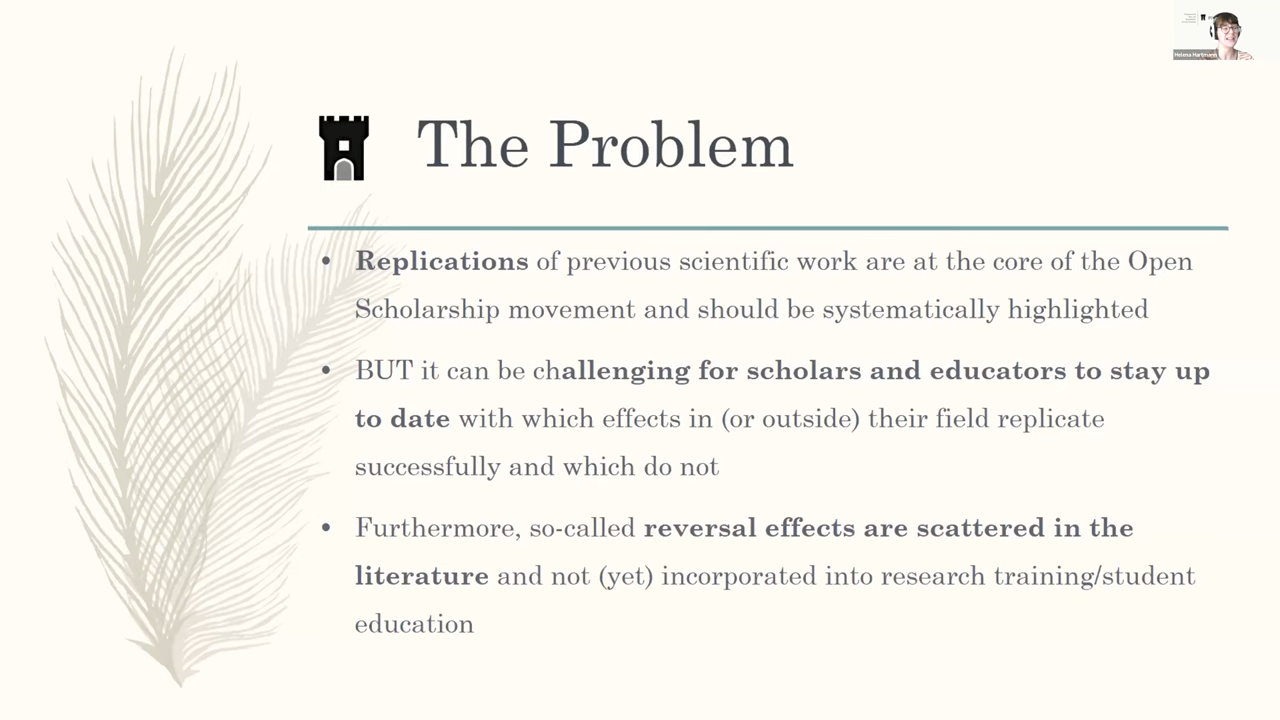 Helena Hartmann
The Problem
• Replications of previous scientific work are at the core of the Open
Scholarship movement and should be systematically highlighted
• BUT it can be challenging for scholars and educators to stay up
to date with which effects in (or outside) their field replicate
successfully and which do not
• Furthermore, so-called reversal effects are scattered in the
literature and not (yet) incorporated into research training/student
education